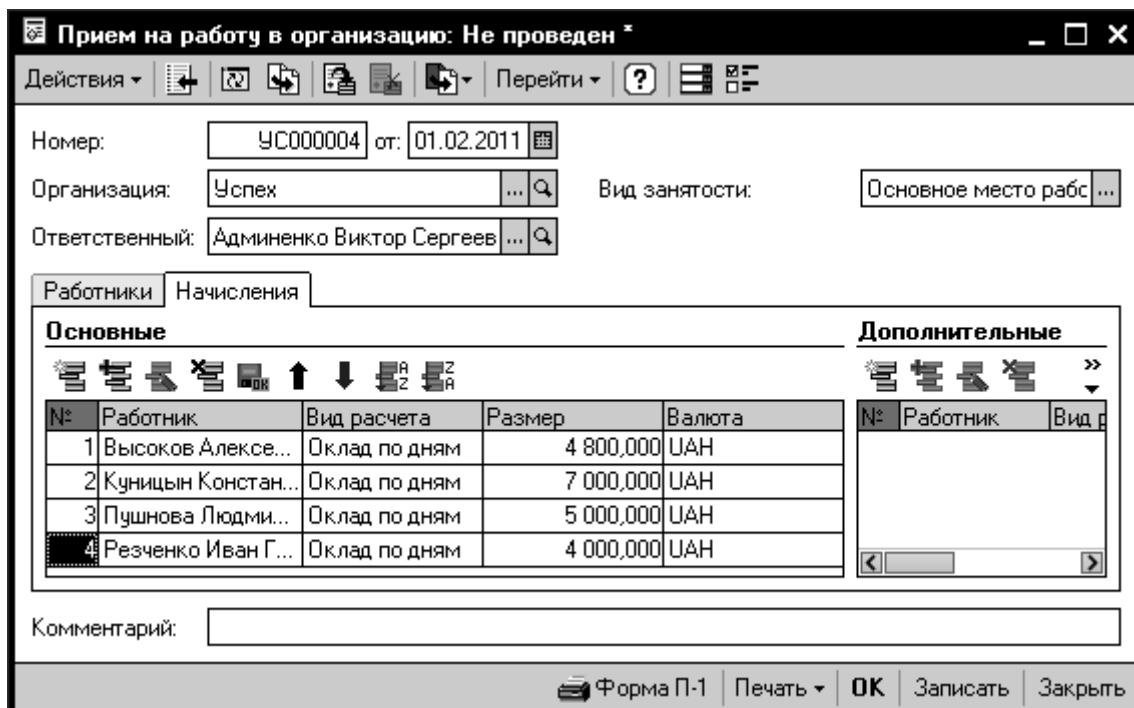 Прием на работу в организацию: Не проведен *
Действия Перейти ?
Номер: УС000004 от: 01.02.2011
Организация: Успех ... Вид занятости: Основное место рабс ...
Ответственный: Админенко Виктор Сергеев ...
Работники Начисления
Основные Дополнительные
OK A Z Z A »
№ Работник Вид расчета Размер Валюта № Работник Вид р
1 Высоков Алексе... Оклад по дням 4 800,000 UAH
2 Куницын Констан... Оклад по дням 7 000,000 UAH
3 Пушнова Людми... Оклад по дням 5 000,000 UAH
4 Резченко Иван Г... Оклад по дням 4 000,000 UAH
Комментарий:
Форма П-1 Печать OK Записать Закрыть